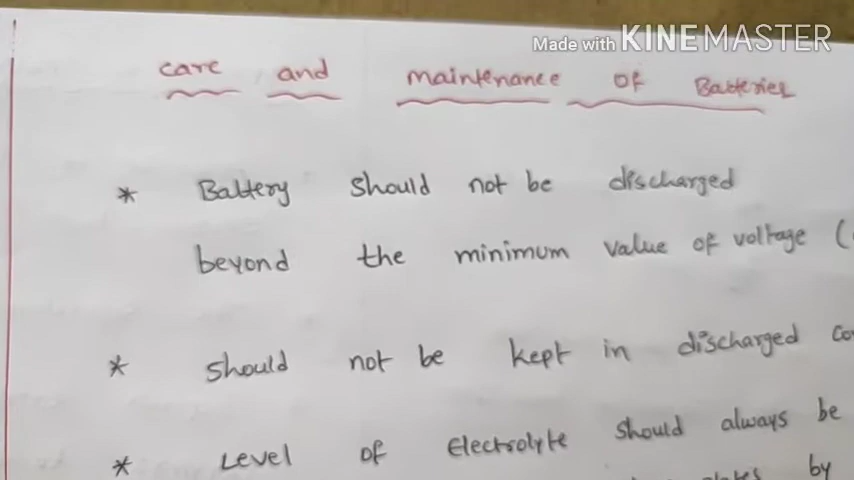 Made with KINEMASTER
care and maintenance of Batteries
* Battery should not be discharged
beyond the minimum value of voltage (
* should not be kept in discharged
* Level of Electrolyte should always be
plates by